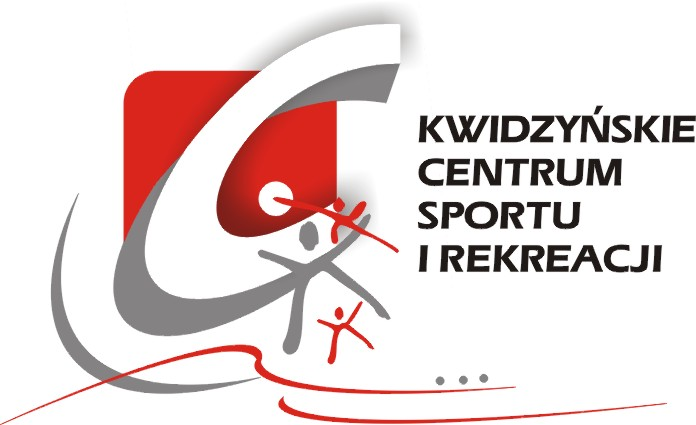 KWIDZYŃSKIE
CENTRUM
SPORTU
I REKREACJI